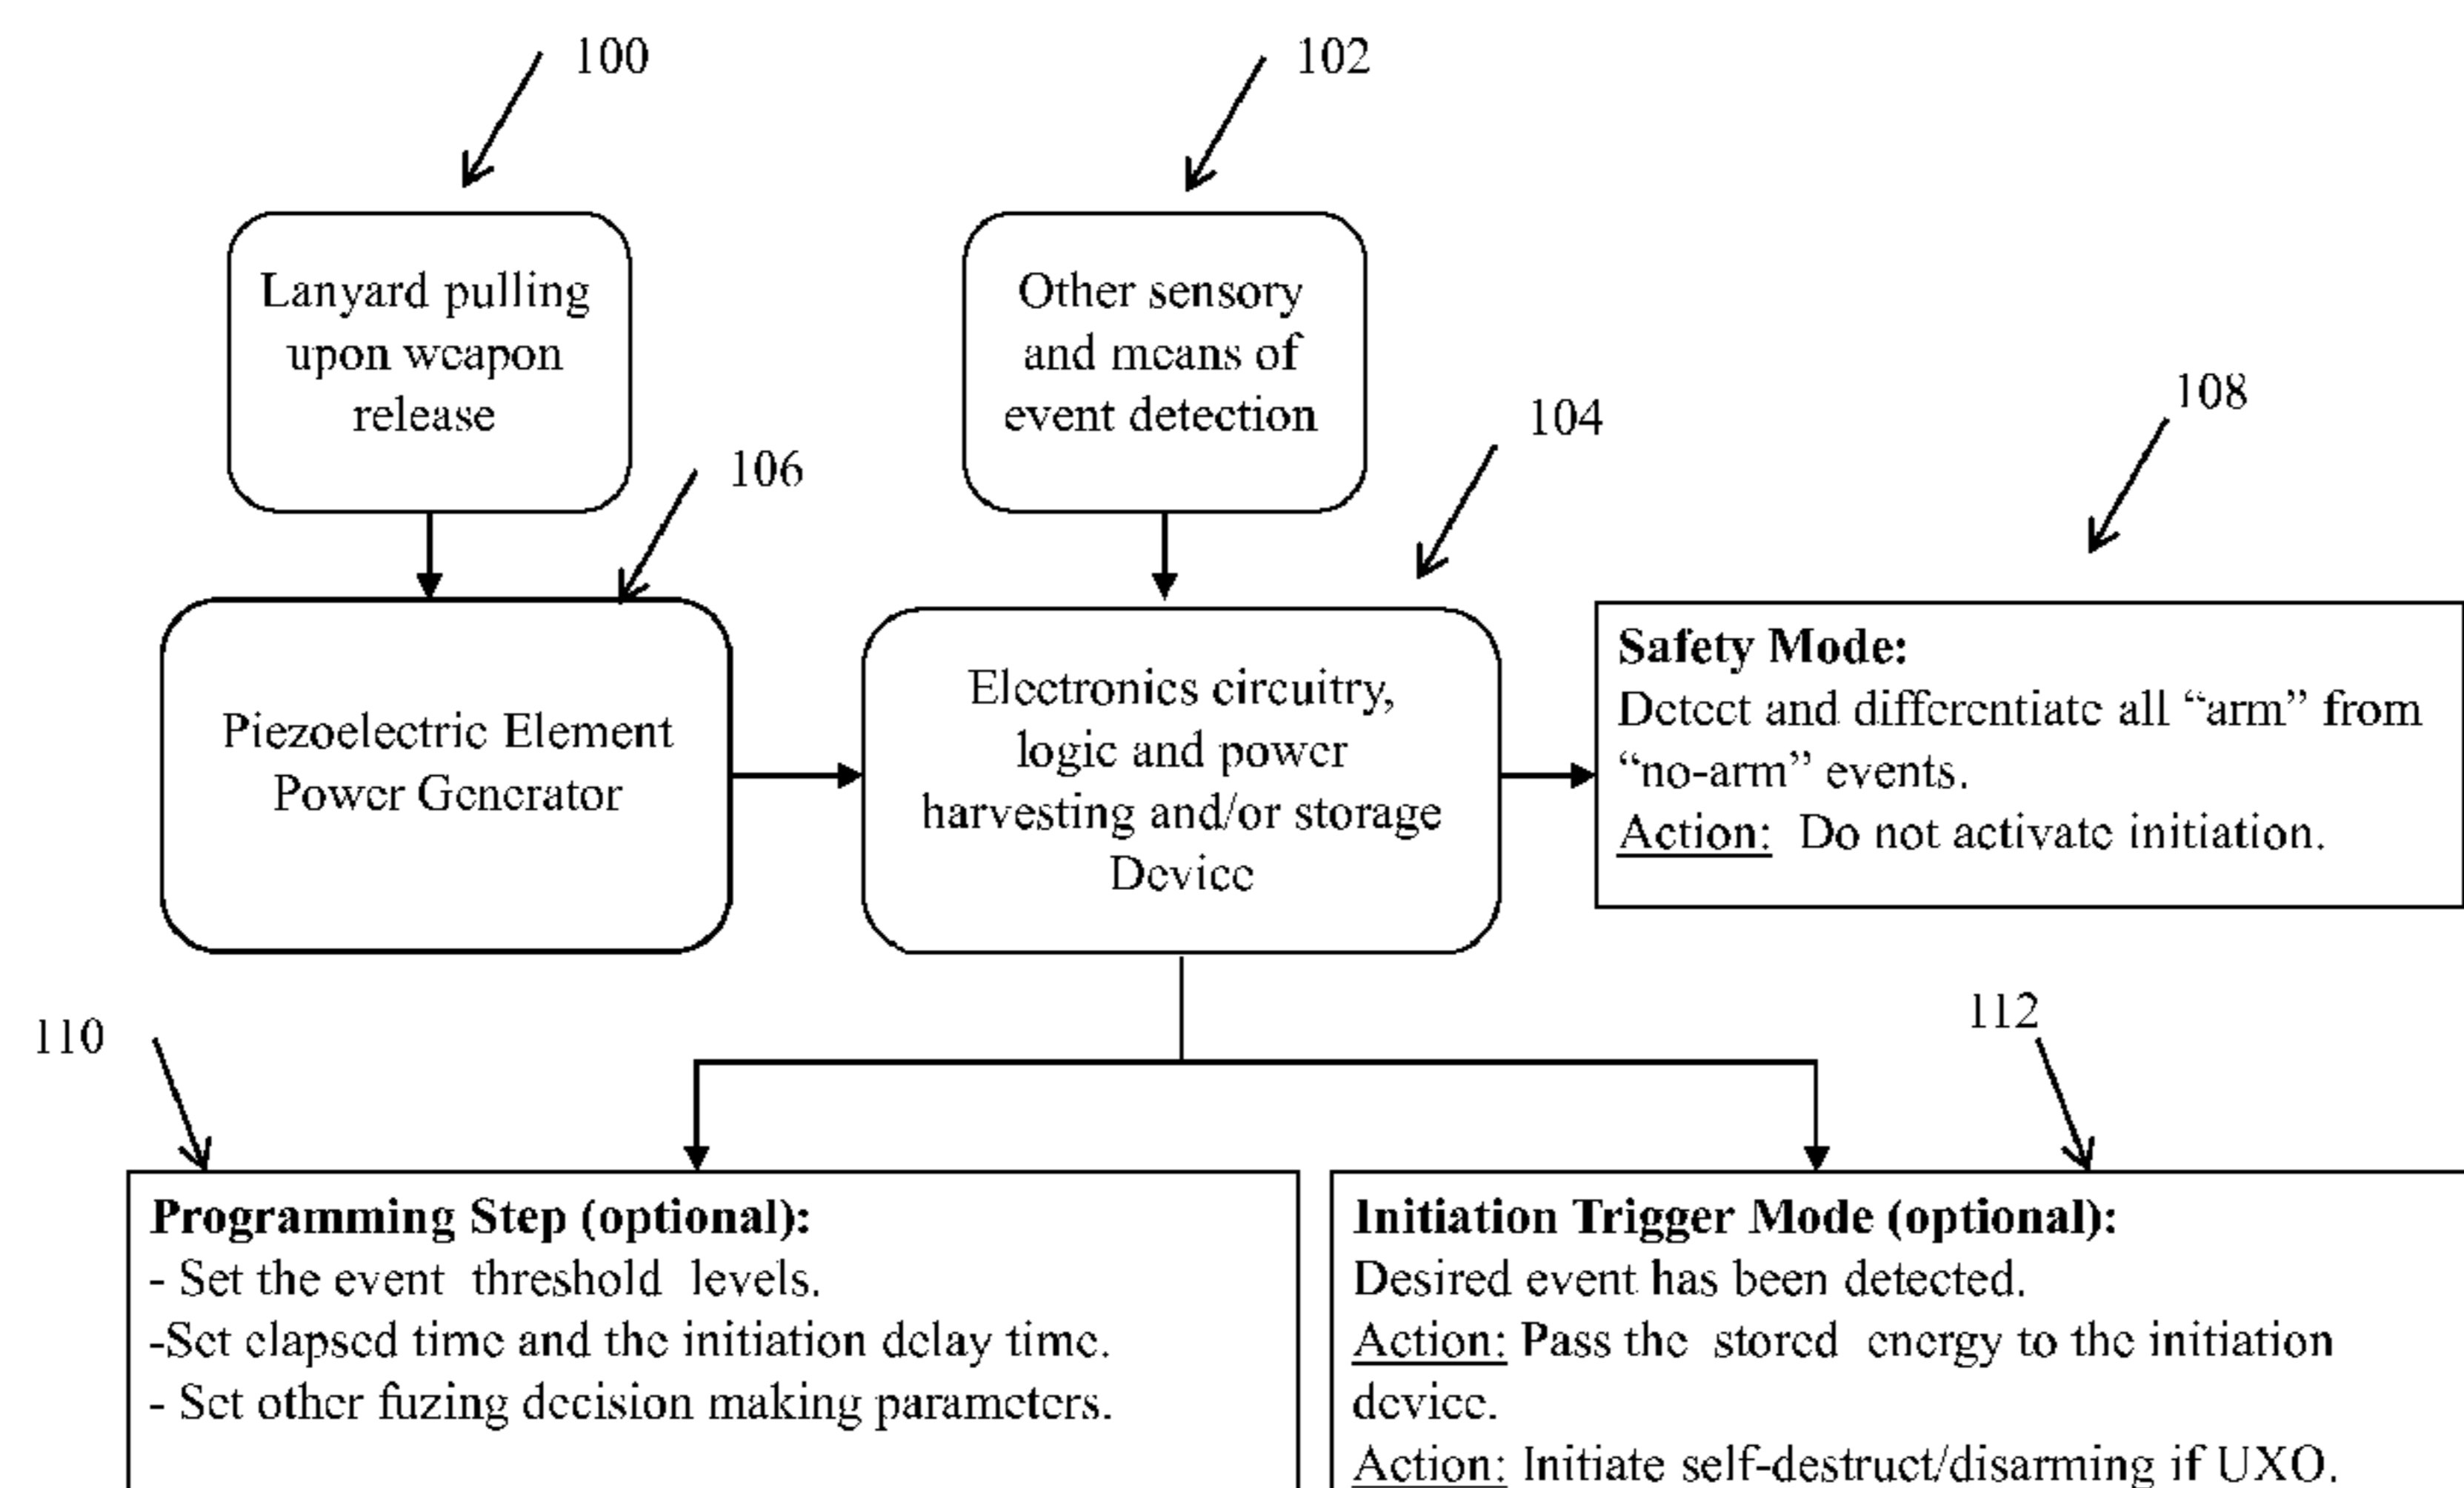 100
102
Lanyard pulling
upon weapon
release
Other sensory
and means of
event detection
108
104
106
Piezoelectric Element
Power Generator
Electronics circuitry,
logic and power
harvesting and/or storage
Device
Safety Mode:
Detect and differentiate all “arm” from
“no-arm” events.
Action: Do not activate initiation.
110
112
Programming Step (optional):
- Set the event threshold levels.
-Set elapsed time and the initiation delay time.
- Set other fuzing decision making parameters.
Initiation Trigger Mode (optional):
Desired event has been detected.
Action: Pass the stored energy to the initiation
device.
Action: Initiate self-destruct/disarming if UXO.